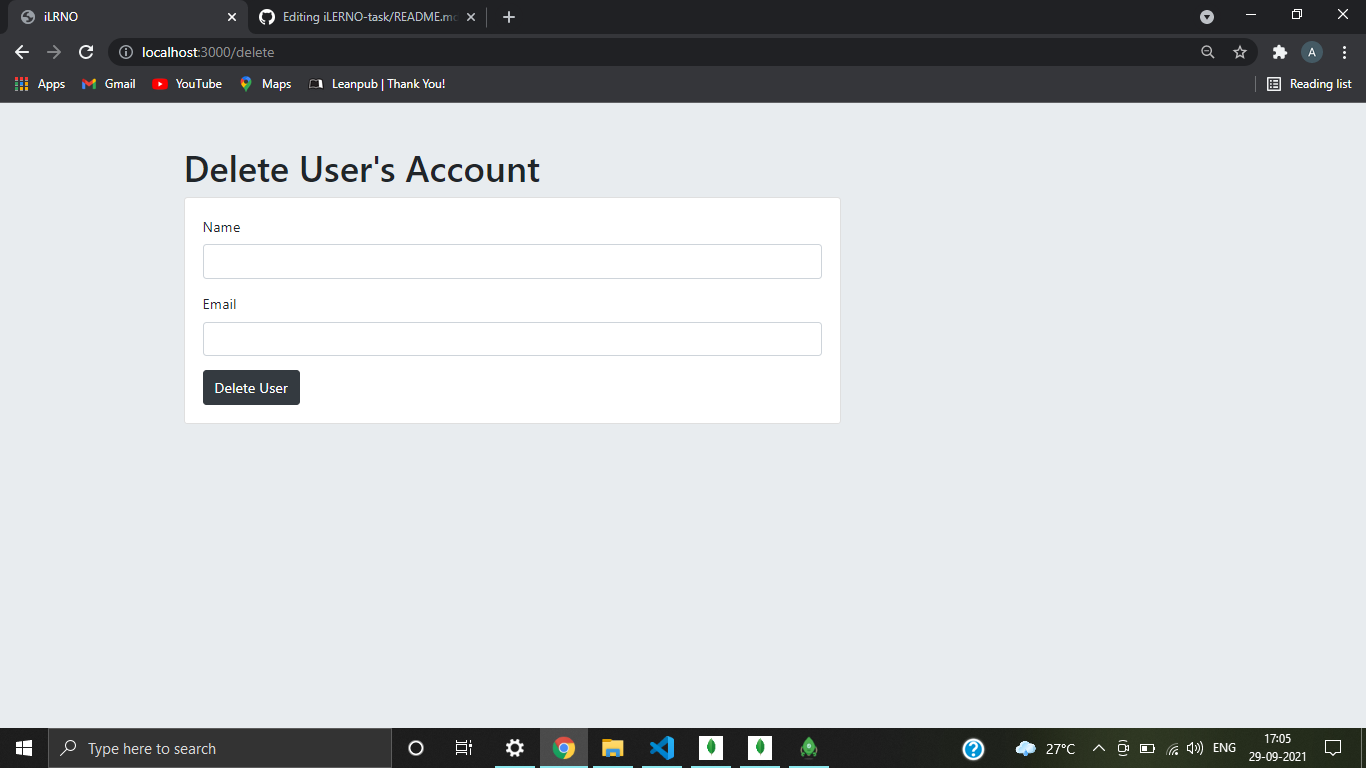 iLRNO
Editing iLERNO-task/README.md
localhost:3000/delete
A
Apps
Gmail
YouTube
Maps
Leanpub | Thank You!
Reading list
Delete User's Account
Name
Email
Delete User
Type here to search
27°C
ENG
17:05
29-09-2021